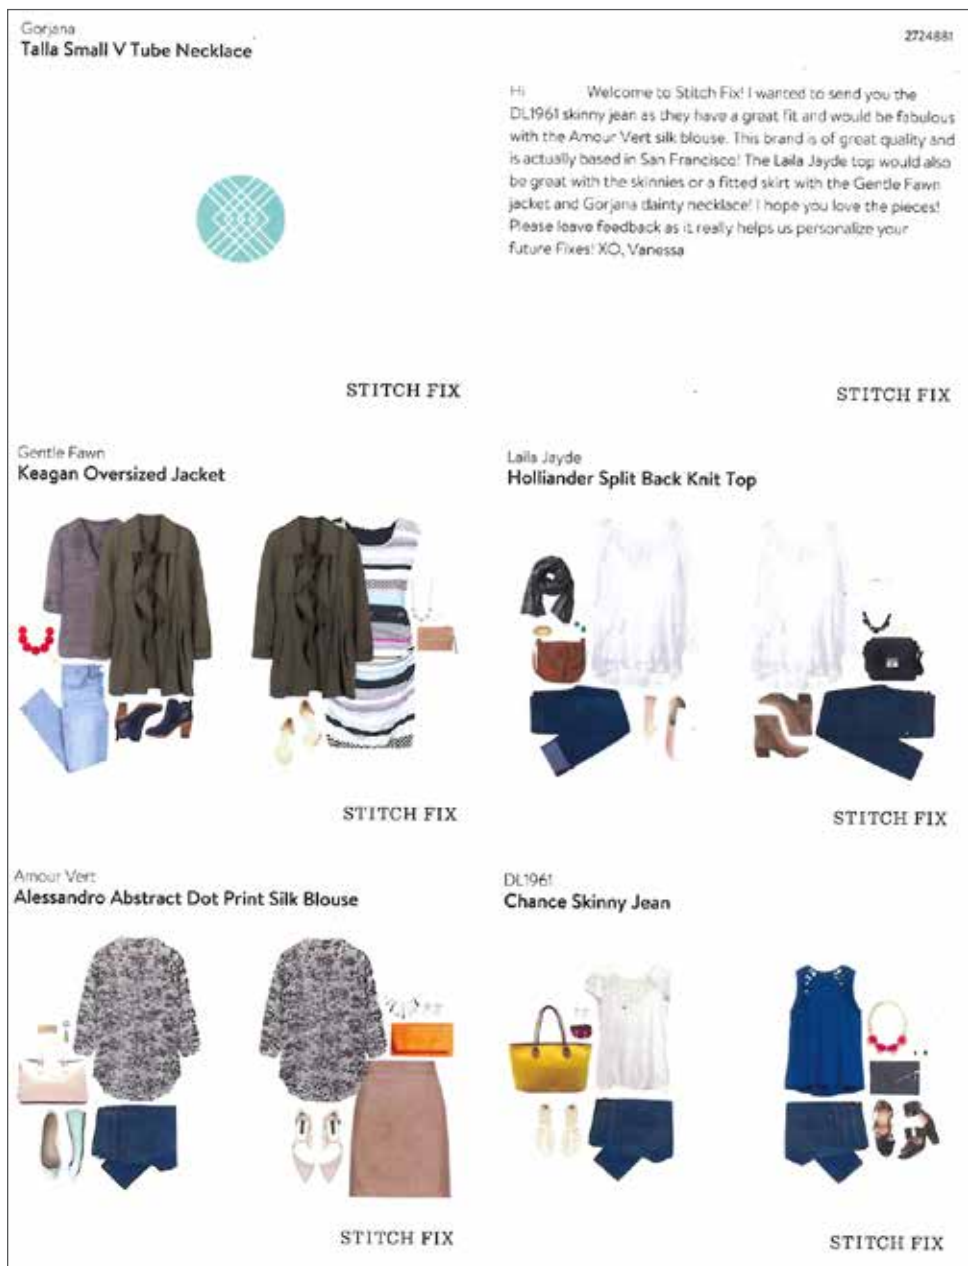 Gorjana
Talla Small V Tube Necklace
STITCH FIX
2724881
Hi Welcome to Stitch Fix! I wanted to send you the
DL1961 skinny jean as they have a great fit and would be fabulous
with the Amour Vert silk blouse. This brand is of great quality and
is actually based in San Francisco! The Laila Jayde top would also
be great with the skinnies or a fitted skirt with the Gentle Fawn
jacket and Gorjana dainty necklace! I hope you love the pieces!
Please leave feedback as it really helps us personalize your
future Fixes! XO, Vanessa
STITCH FIX
Gentle Fawn
Keagan Oversized Jacket
STITCH FIX
Laila Jayde
Holliander Split Back Knit Top
STITCH FIX
Amour Vert
Alessandro Abstract Dot Print Silk Blouse
STITCH FIX
DL1961
Chance Skinny Jean
STITCH FIX